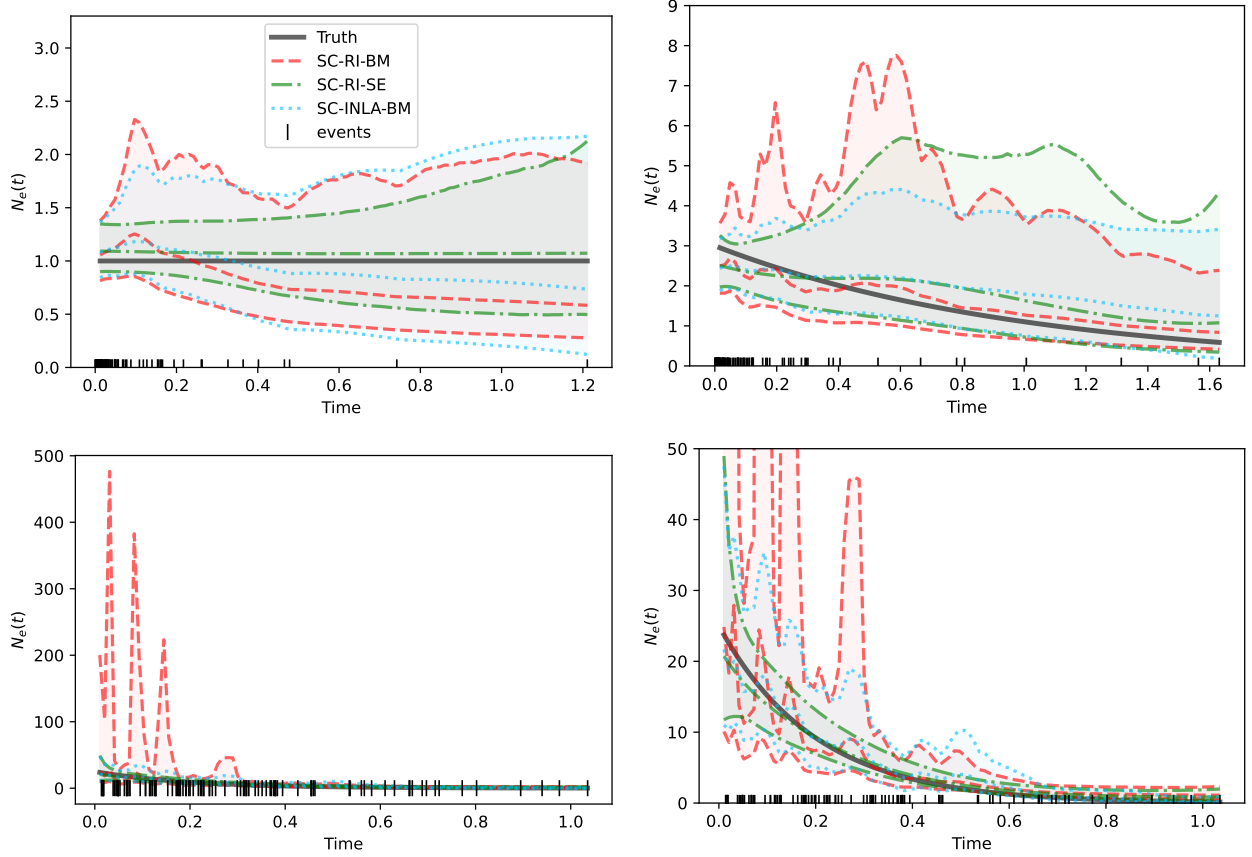 3.0
2.5
2.0
1.5
1.0
0.5
0.0
N_e(t)
Truth
SC-RI-BM
SC-RI-SE
SC-INLA-BM
events
0.0 0.2 0.4 0.6 0.8 1.0 1.2
Time
9
8
7
6
5
4
3
2
1
0
N_e(t)
0.0 0.2 0.4 0.6 0.8 1.0 1.2 1.4 1.6
Time
500
400
300
200
100
0
N_e(t)
0.0 0.2 0.4 0.6 0.8 1.0
Time
50
40
30
20
10
0
N_e(t)
0.0 0.2 0.4 0.6 0.8 1.0
Time